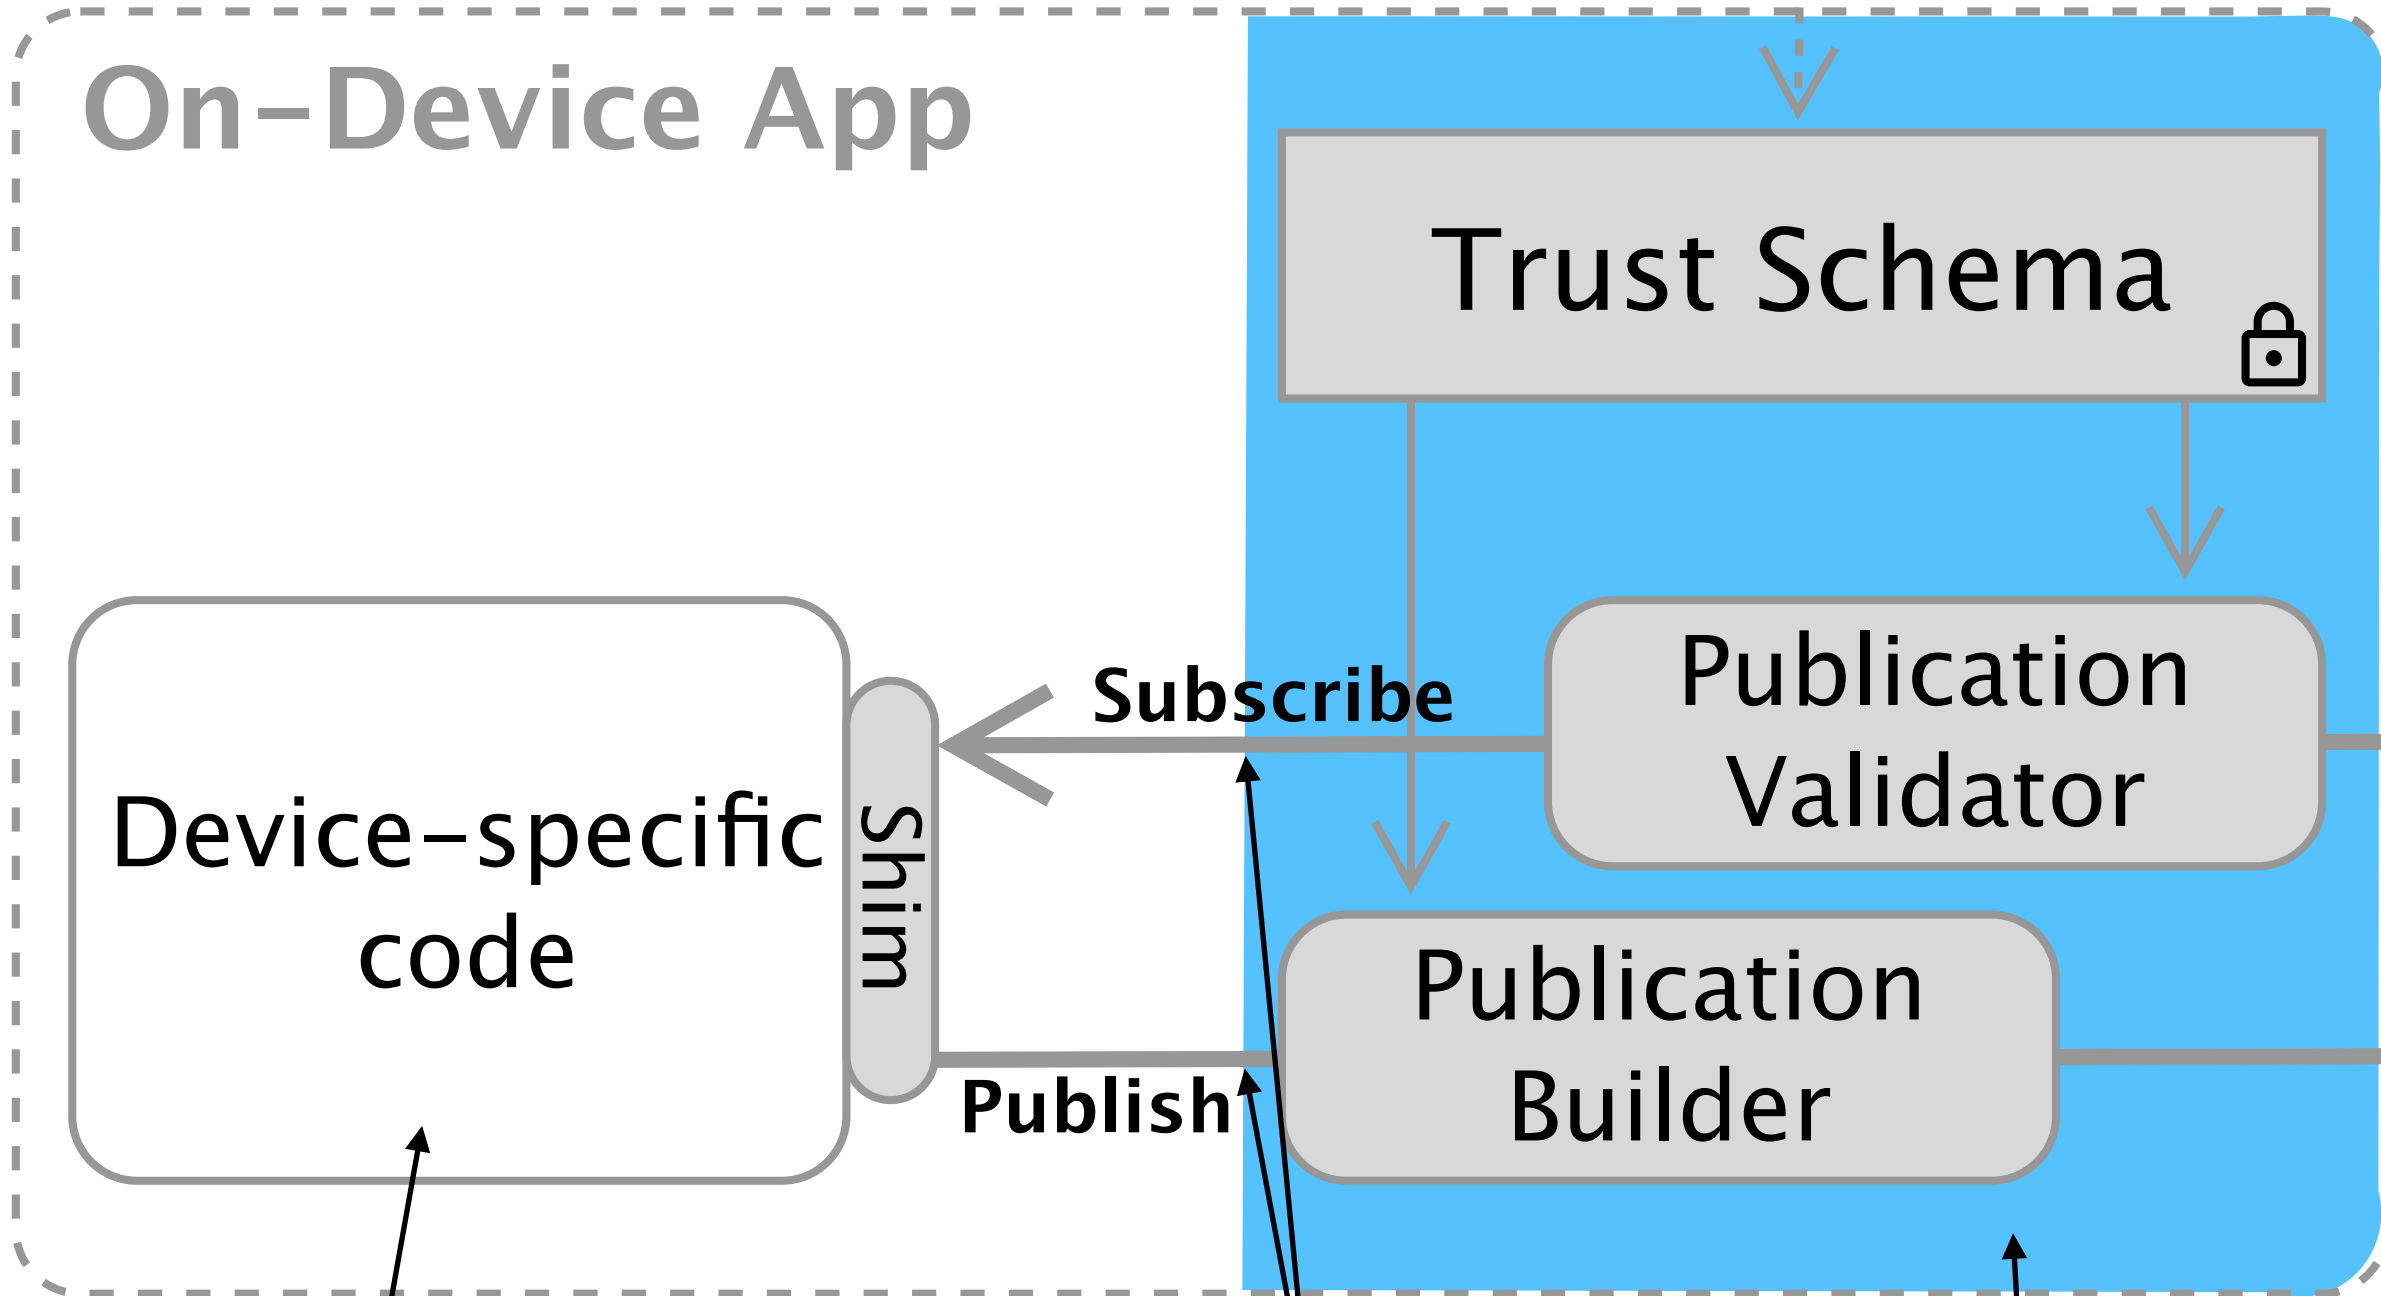 On-Device App
Trust Schema
Publication
Validator
Subscribe
Device-specific
code
Shim
Publication
Builder
Publish